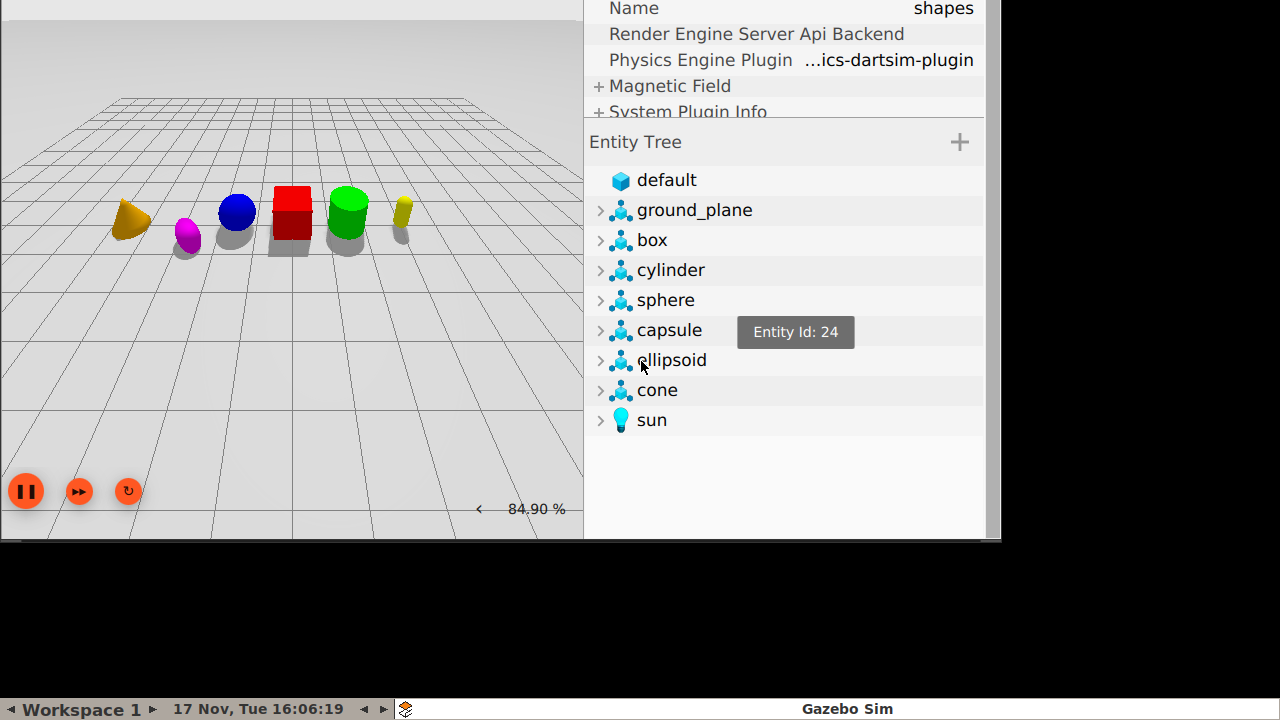 Name shapes
Render Engine Server Api Backend
Physics Engine Plugin ...ics-dartsim-plugin
Magnetic Field
System Plugin Info
Entity Tree
default
ground_plane
box
cylinder
sphere
capsule
Entity Id: 24
ellipsoid
cone
sun
84.90 %
Workspace 1 17 Nov, Tue 16:06:19 Gazebo Sim